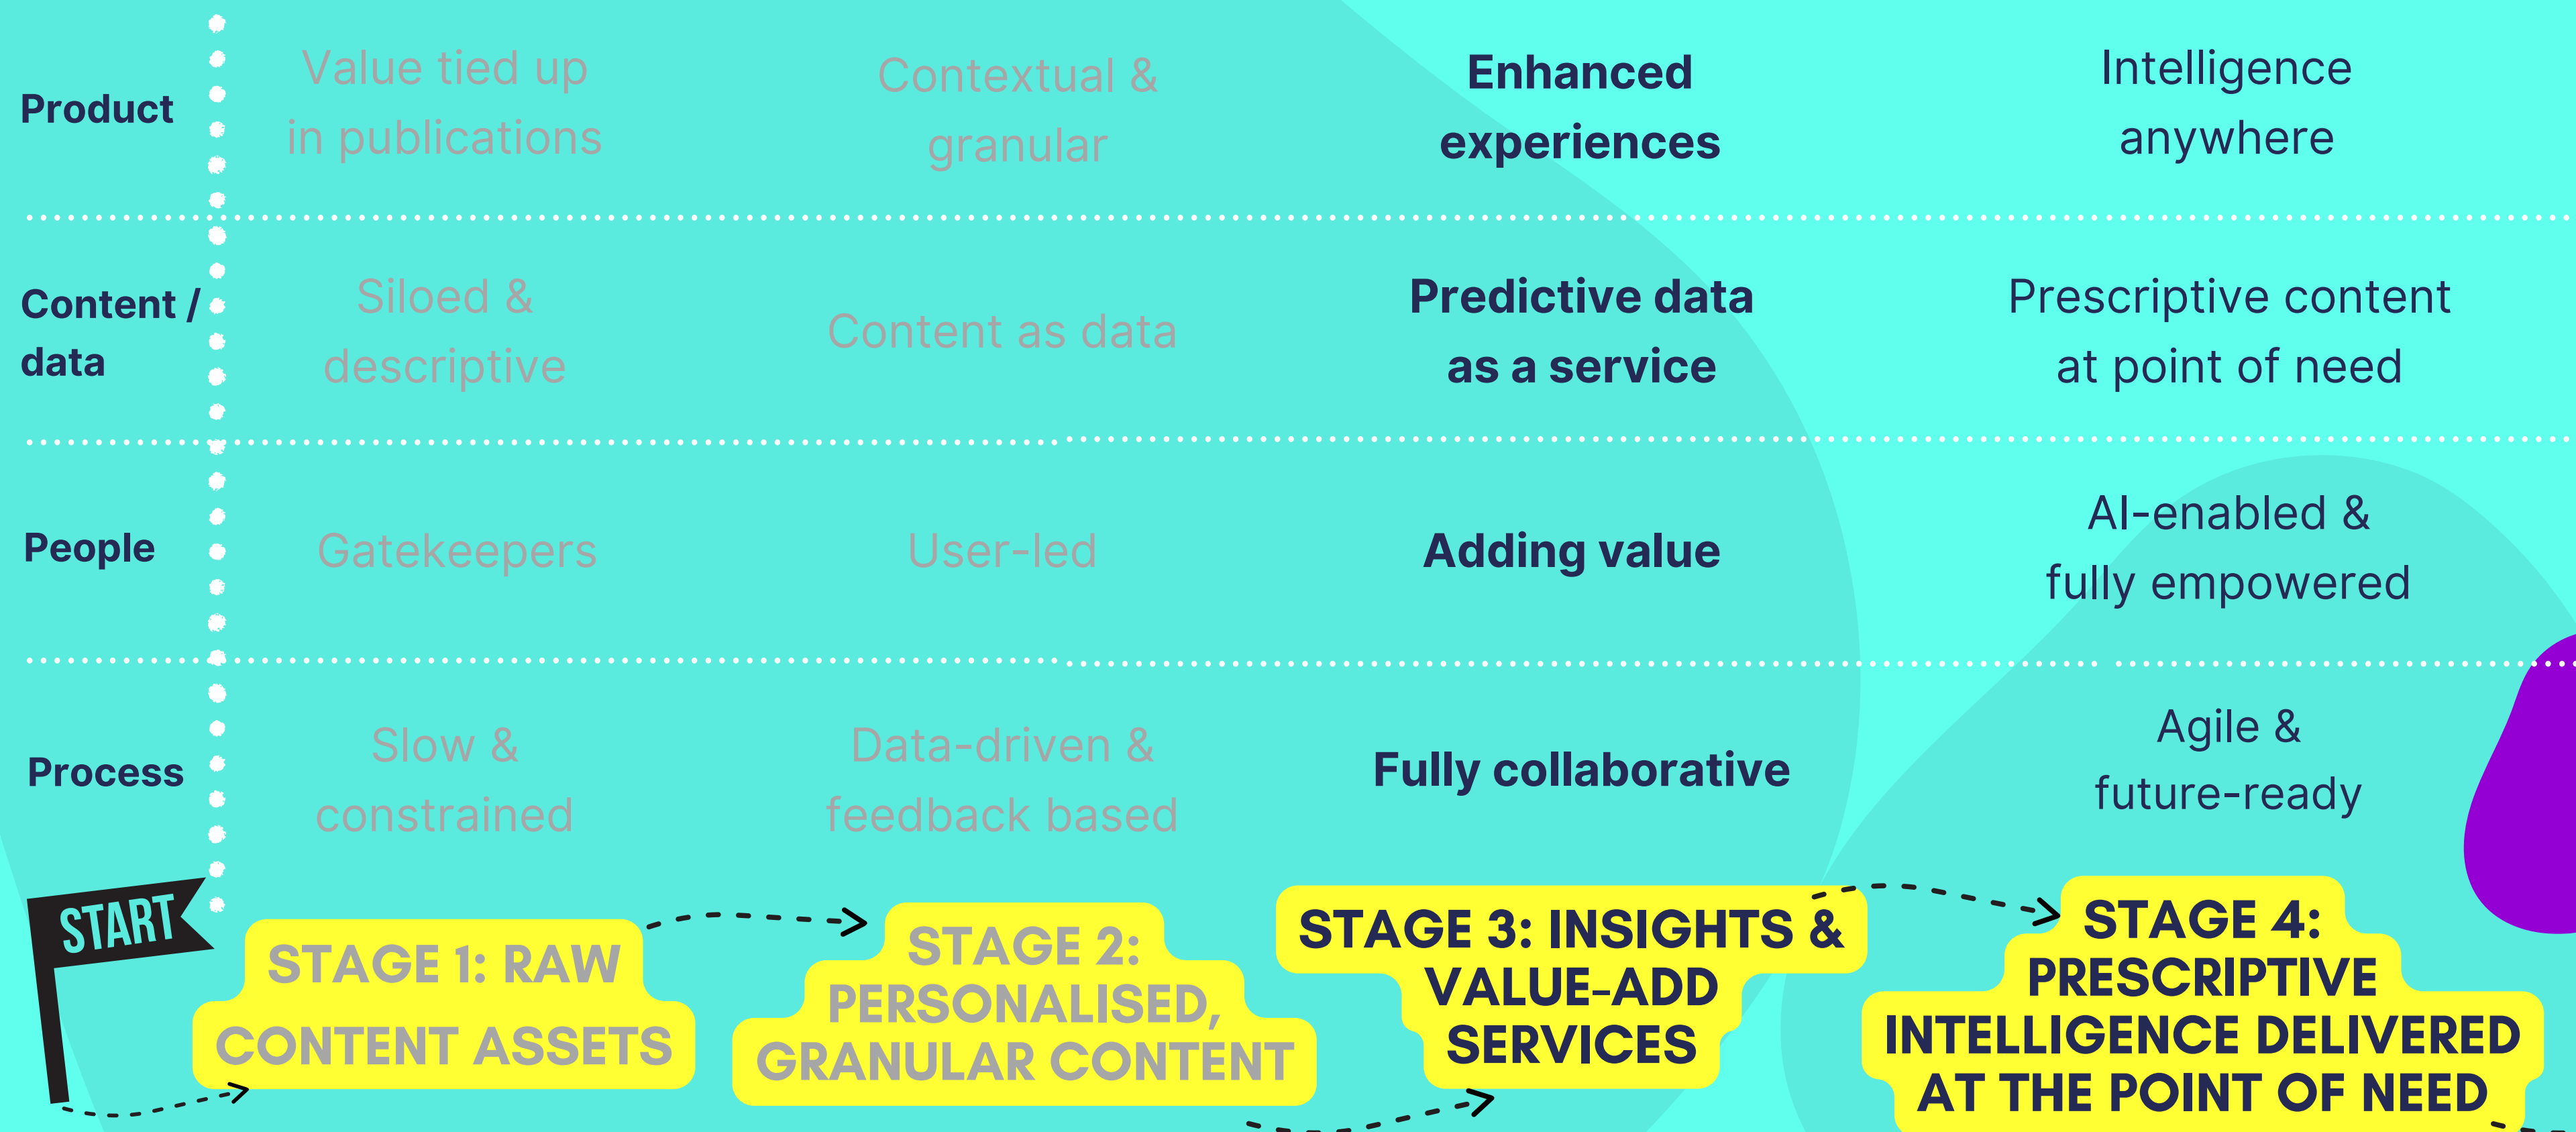 Product
Value tied up
in publications
Contextual &
granular
Enhanced
experiences
Intelligence
anywhere
Content /
data
Siloed &
descriptive
Content as data
Predictive data
as a service
Prescriptive content
at point of need
People
Gatekeepers
User-led
Adding value
AI-enabled &
fully empowered
Process
Slow &
constrained
Data-driven &
feedback based
Fully collaborative
Agile &
future-ready
START
STAGE 1: RAW
CONTENT ASSETS
STAGE 2:
PERSONALISED,
GRANULAR CONTENT
STAGE 3: INSIGHTS &
VALUE-ADD
SERVICES
STAGE 4:
PRESCRIPTIVE
INTELLIGENCE DELIVERED
AT THE POINT OF NEED